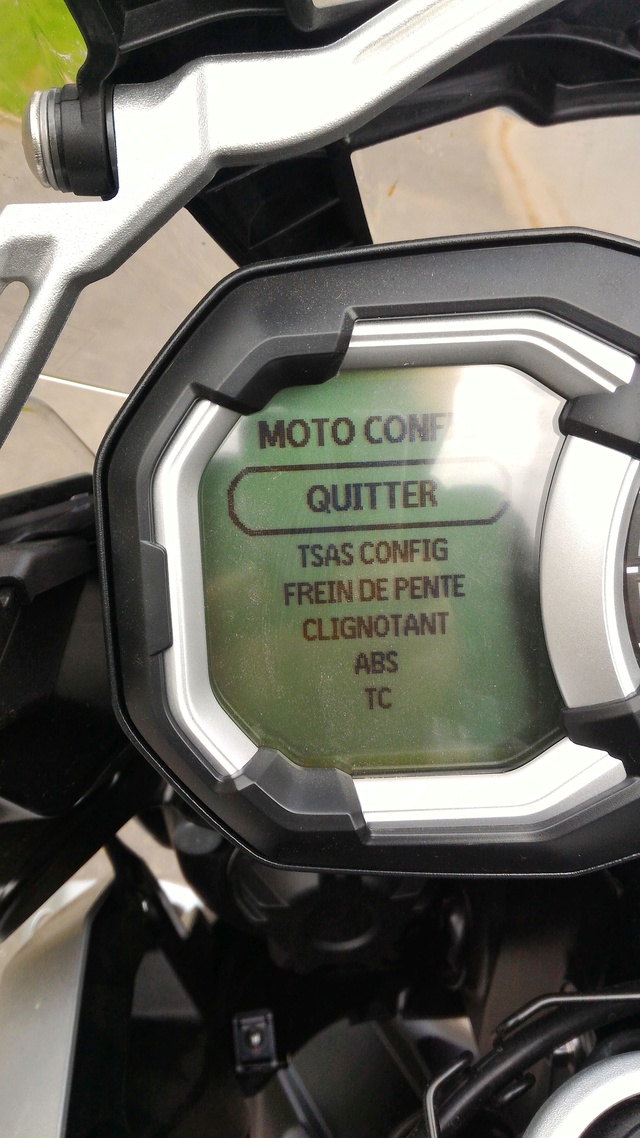 MOTO CONF
QUITTER
TSAS CONFIG
FREIN DE PENTE
CLIGNOTANT
ABS
TC